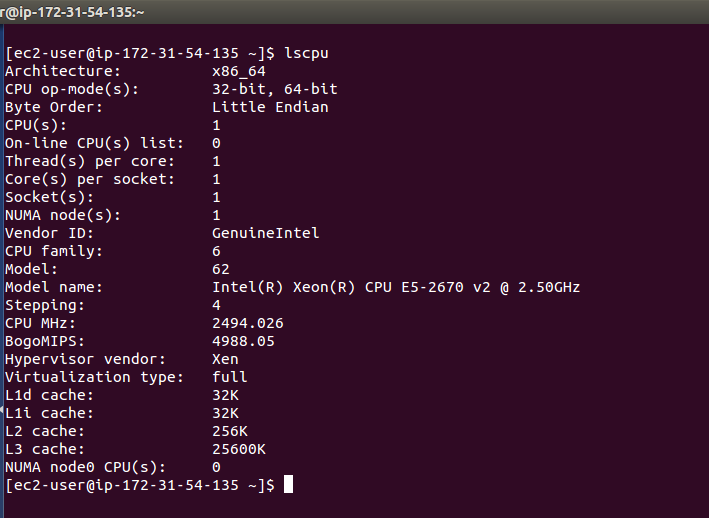 r@ip-172-31-54-135:~
[ec2-user@ip-172-31-54-135 ~]$ lscpu
Architecture:          x86_64
CPU op-mode(s):        32-bit, 64-bit
Byte Order:            Little Endian
CPU(s):                1
On-line CPU(s) list:   0
Thread(s) per core:    1
Core(s) per socket:    1
Socket(s):             1
NUMA node(s):          1
Vendor ID:             GenuineIntel
CPU family:            6
Model:                 62
Model name:            Intel(R) Xeon(R) CPU E5-2670 v2 @ 2.50GHz
Stepping:              4
CPU MHz:               2494.026
BogoMIPS:              4988.05
Hypervisor vendor:     Xen
Virtualization type:   full
L1d cache:             32K
L1i cache:             32K
L2 cache:              256K
L3 cache:              25600K
NUMA node0 CPU(s):     0
[ec2-user@ip-172-31-54-135 ~]$